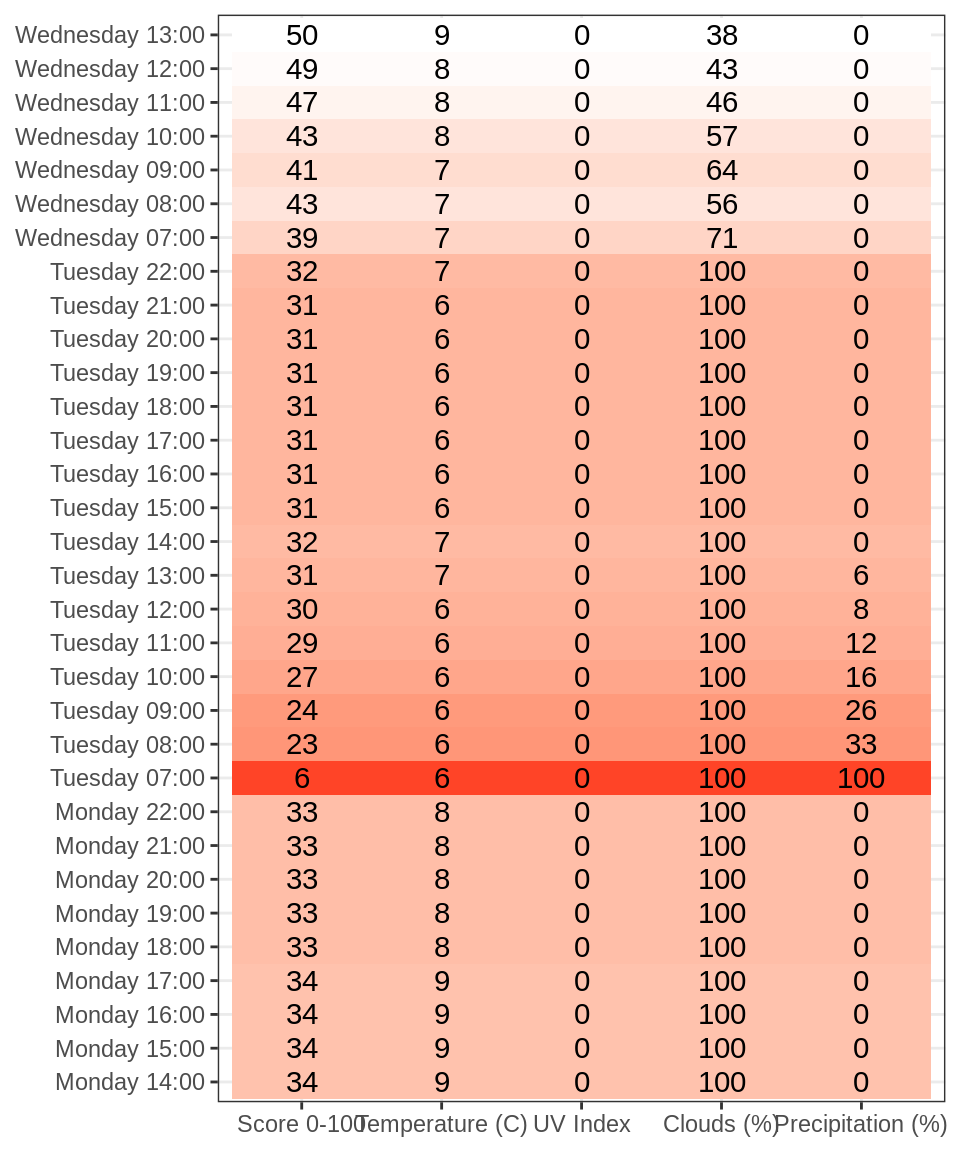 Wednesday 13:00 50 9 0 38 0
Wednesday 12:00 49 8 0 43 0
Wednesday 11:00 47 8 0 46 0
Wednesday 10:00 43 8 0 57 0
Wednesday 09:00 41 7 0 64 0
Wednesday 08:00 43 7 0 56 0
Wednesday 07:00 39 7 0 71 0
Tuesday 22:00 32 7 0 100 0
Tuesday 21:00 31 6 0 100 0
Tuesday 20:00 31 6 0 100 0
Tuesday 19:00 31 6 0 100 0
Tuesday 18:00 31 6 0 100 0
Tuesday 17:00 31 6 0 100 0
Tuesday 16:00 31 6 0 100 0
Tuesday 15:00 31 6 0 100 0
Tuesday 14:00 32 7 0 100 0
Tuesday 13:00 31 7 0 100 6
Tuesday 12:00 30 6 0 100 8
Tuesday 11:00 29 6 0 100 12
Tuesday 10:00 27 6 0 100 16
Tuesday 09:00 24 6 0 100 26
Tuesday 08:00 23 6 0 100 33
Tuesday 07:00 6 6 0 100 100
Monday 22:00 33 8 0 100 0
Monday 21:00 33 8 0 100 0
Monday 20:00 33 8 0 100 0
Monday 19:00 33 8 0 100 0
Monday 18:00 33 8 0 100 0
Monday 17:00 34 9 0 100 0
Monday 16:00 34 9 0 100 0
Monday 15:00 34 9 0 100 0
Monday 14:00 34 9 0 100 0
Score 0-100 Temperature (C) UV Index Clouds (%) Precipitation (%)